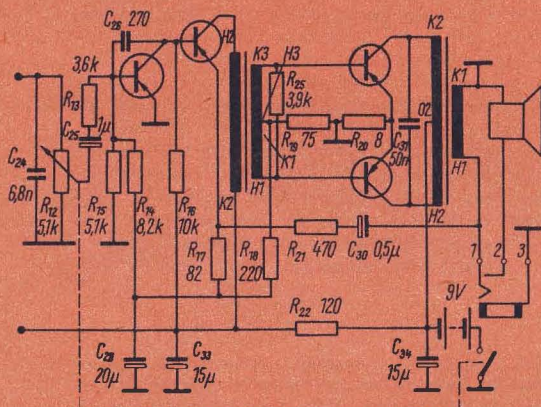 C26 270
H2
K2
3,6k
K3 H3
K1
R13
R25
3,9k
C25 1µ
R19 75
R20 8
O2
C31
50n
C24
6,8n
K1
H1
K2
H1
H2
R12
5,1k
R15
5,1k
R14
8,2k
R16
10k
R17
82
R18
220
R21 470
C30 0,5µ
1
2
3
9V
R22 120
C28
20µ
C33
15µ
C34
15µ